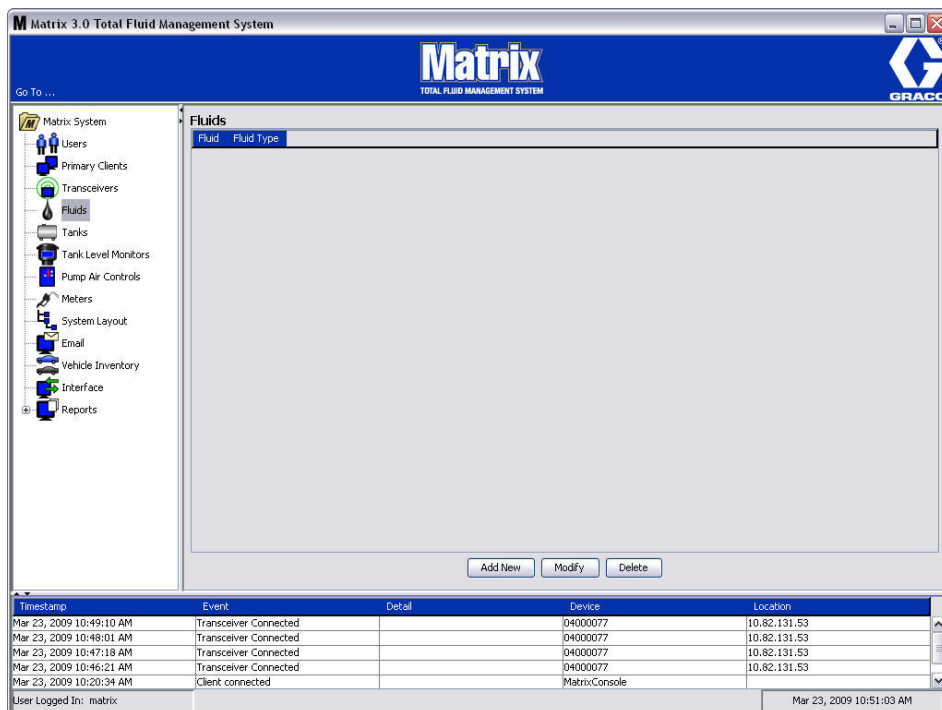 M Matrix 3.0 Total Fluid Management System
Matrix
TOTAL FLUID MANAGEMENT SYSTEM
Go To ...
G
GRACO
Matrix System
Users
Primary Clients
Transceivers
Fluids
Tanks
Tank Level Monitors
Pump Air Controls
Meters
System Layout
Email
Vehicle Inventory
Interface
Reports
Fluids
Fluid Fluid Type
Add New Modify Delete
Timestamp Event Detail Device Location
Mar 23, 2009 10:49:10 AM Transceiver Connected 04000077 10.82.131.53
Mar 23, 2009 10:48:01 AM Transceiver Connected 04000077 10.82.131.53
Mar 23, 2009 10:47:18 AM Transceiver Connected 04000077 10.82.131.53
Mar 23, 2009 10:46:21 AM Transceiver Connected 04000077 10.82.131.53
Mar 23, 2009 10:20:34 AM Client connected MatrixConsole
User Logged In: matrix Mar 23, 2009 10:51:03 AM